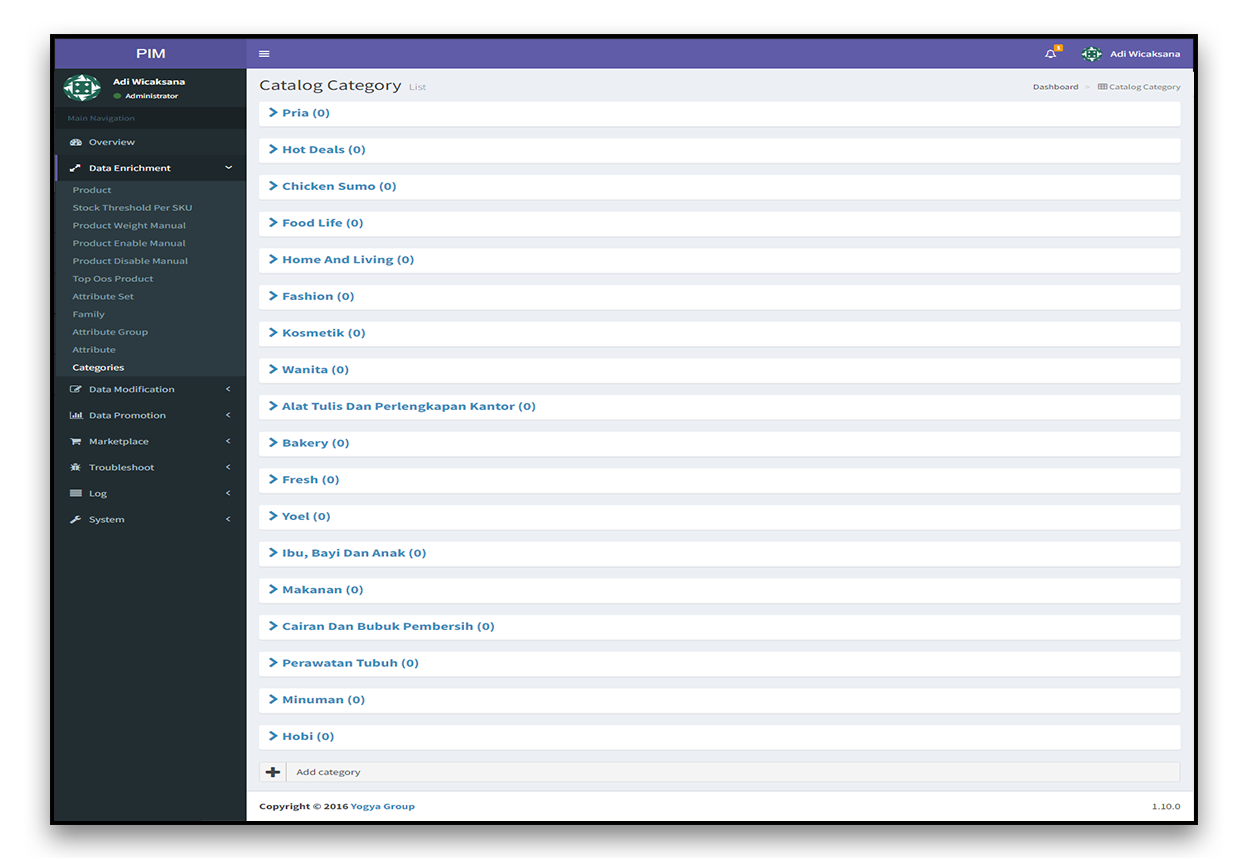 PIM
Adi Wicaksana
Adi Wicaksana
Administrator
Main Navigation
Overview
Data Enrichment
Product
Stock Threshold Per SKU
Product Weight Manual
Product Enable Manual
Product Disable Manual
Top Oos Product
Attribute Set
Family
Attribute Group
Attribute
Categories
Data Modification
Data Promotion
Marketplace
Troubleshoot
Log
System
Catalog Category List
Dashboard > Catalog Category
Pria (0)
Hot Deals (0)
Chicken Sumo (0)
Food Life (0)
Home And Living (0)
Fashion (0)
Kosmetik (0)
Wanita (0)
Alat Tulis Dan Perlengkapan Kantor (0)
Bakery (0)
Fresh (0)
Yoel (0)
Ibu, Bayi Dan Anak (0)
Makanan (0)
Cairan Dan Bubuk Pembersih (0)
Perawatan Tubuh (0)
Minuman (0)
Hobi (0)
Add category
Copyright © 2016 Yogya Group
1.10.0